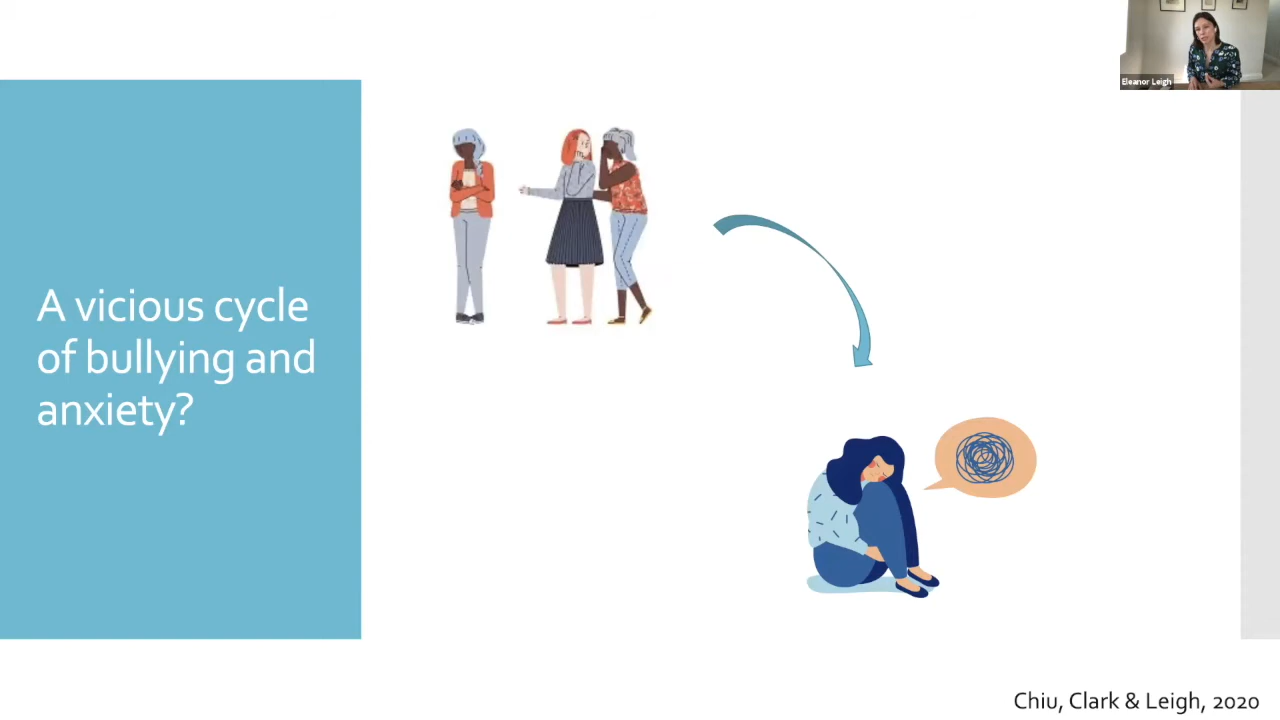 Eleanor Leigh
A vicious cycle
of bullying and
anxiety?
Chiu, Clark & Leigh, 2020